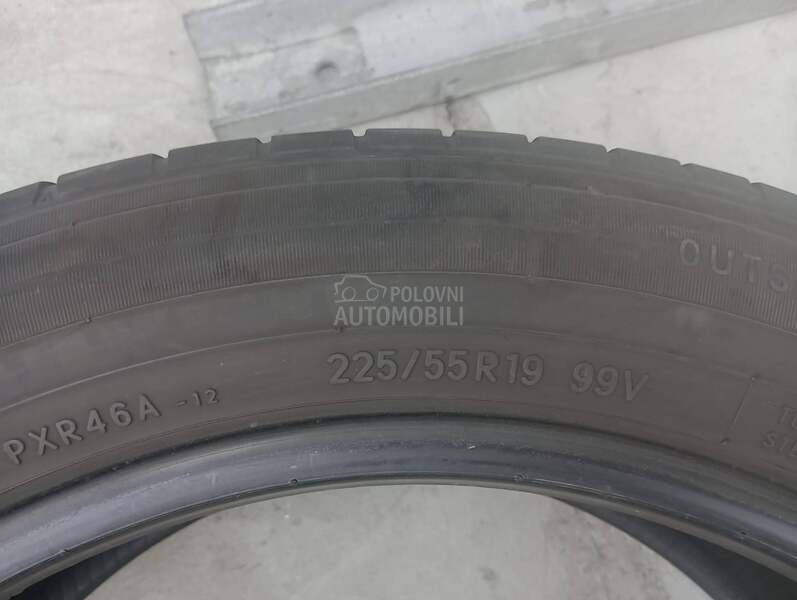 OUTS
POLOVNI
AUTOMOBILI
225/55R19 99V
PXR46A -12